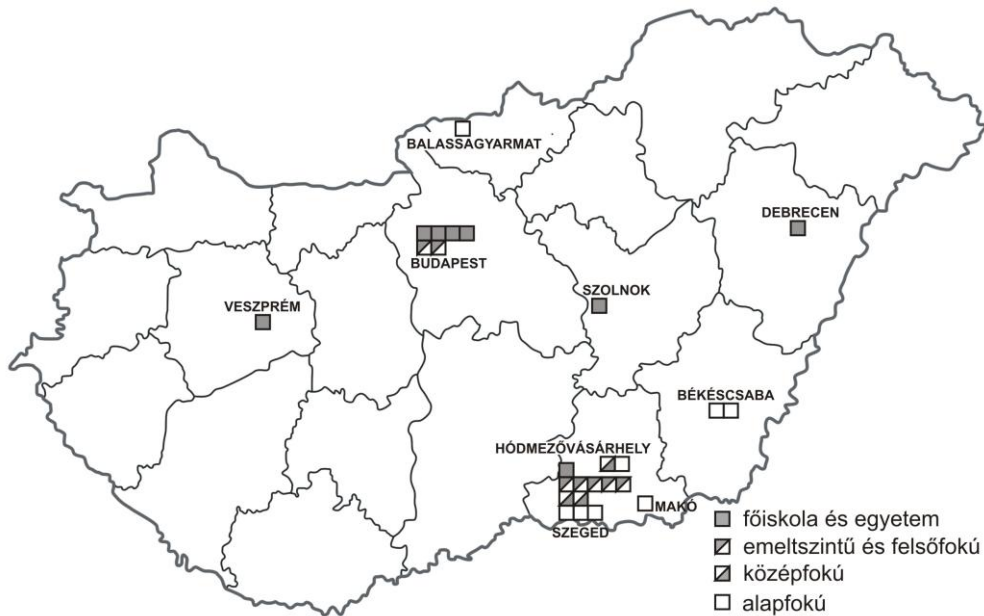 BALASSAGYARMAT
DEBRECEN
BUDAPEST
SZOLNOK
VESZPRÉM
BÉKÉSCSABA
HÓDMEZŐVÁSÁRHELY
MAKÓ
SZEGED
főiskola és egyetem
emeltszintű és felsőfokú
középfokú
alapfokú